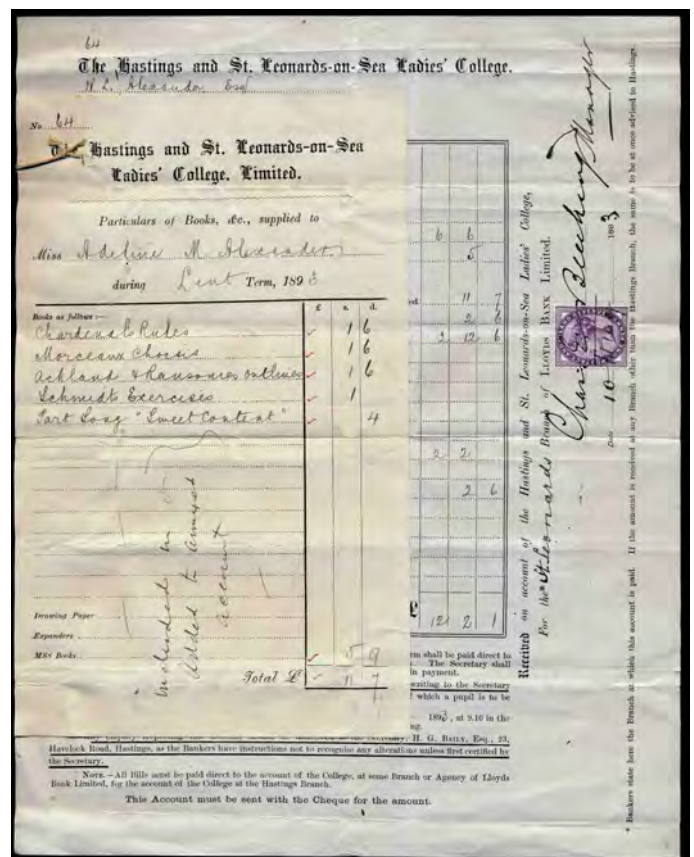 64
The Hastings and St. Leonards-on-Sea Ladies' College.
W. L. Alexander Esq
No. 64
The Hastings and St. Leonards-on-Sea
Ladies' College. Limited.
Particulars of Books, &c., supplied to
Miss Adeline M. Alexander
during Lent Term, 1893
Books as follows :— £ s. d.
Chardenal's Rules 1 6
Morceaux Choisis 1 6
Ackland & Ransomes outlines 1 6
Schmidt Exercises 1
Part Song "Sweet Content" 4
Drawing Paper
Expanders
MSS Books 5 9
Total £ 11 7
account
6 6
5
11 7
2 6
2 12 6
2 2
2 6
£ 12 2 1
rm shall be paid direct to
The Secretary shall
in payment.
writing to the Secretary
which a pupil is to be
1893, at 9.10 in the
H. G. Baily, Esq., 23,
Havelock Road, Hastings, as the Bankers have instructions not to recognise any alterations unless first certified by
the Secretary.
Note.—All Bills must be paid direct to the account of the College, at some Branch or Agency of Lloyds
Bank Limited, for the account of the College at the Hastings Branch.
This Account must be sent with the Cheque for the amount.
Received on account of the Hastings and St. Leonards-on-Sea Ladies' College,
For the * St. Leonards Branch of Lloyds Bank Limited.
Manager
Date 10 1893
* Bankers state here the Branch at which this account is paid. If the amount is received at any Branch other than the Hastings Branch, the same is to be at once advised to Hastings.